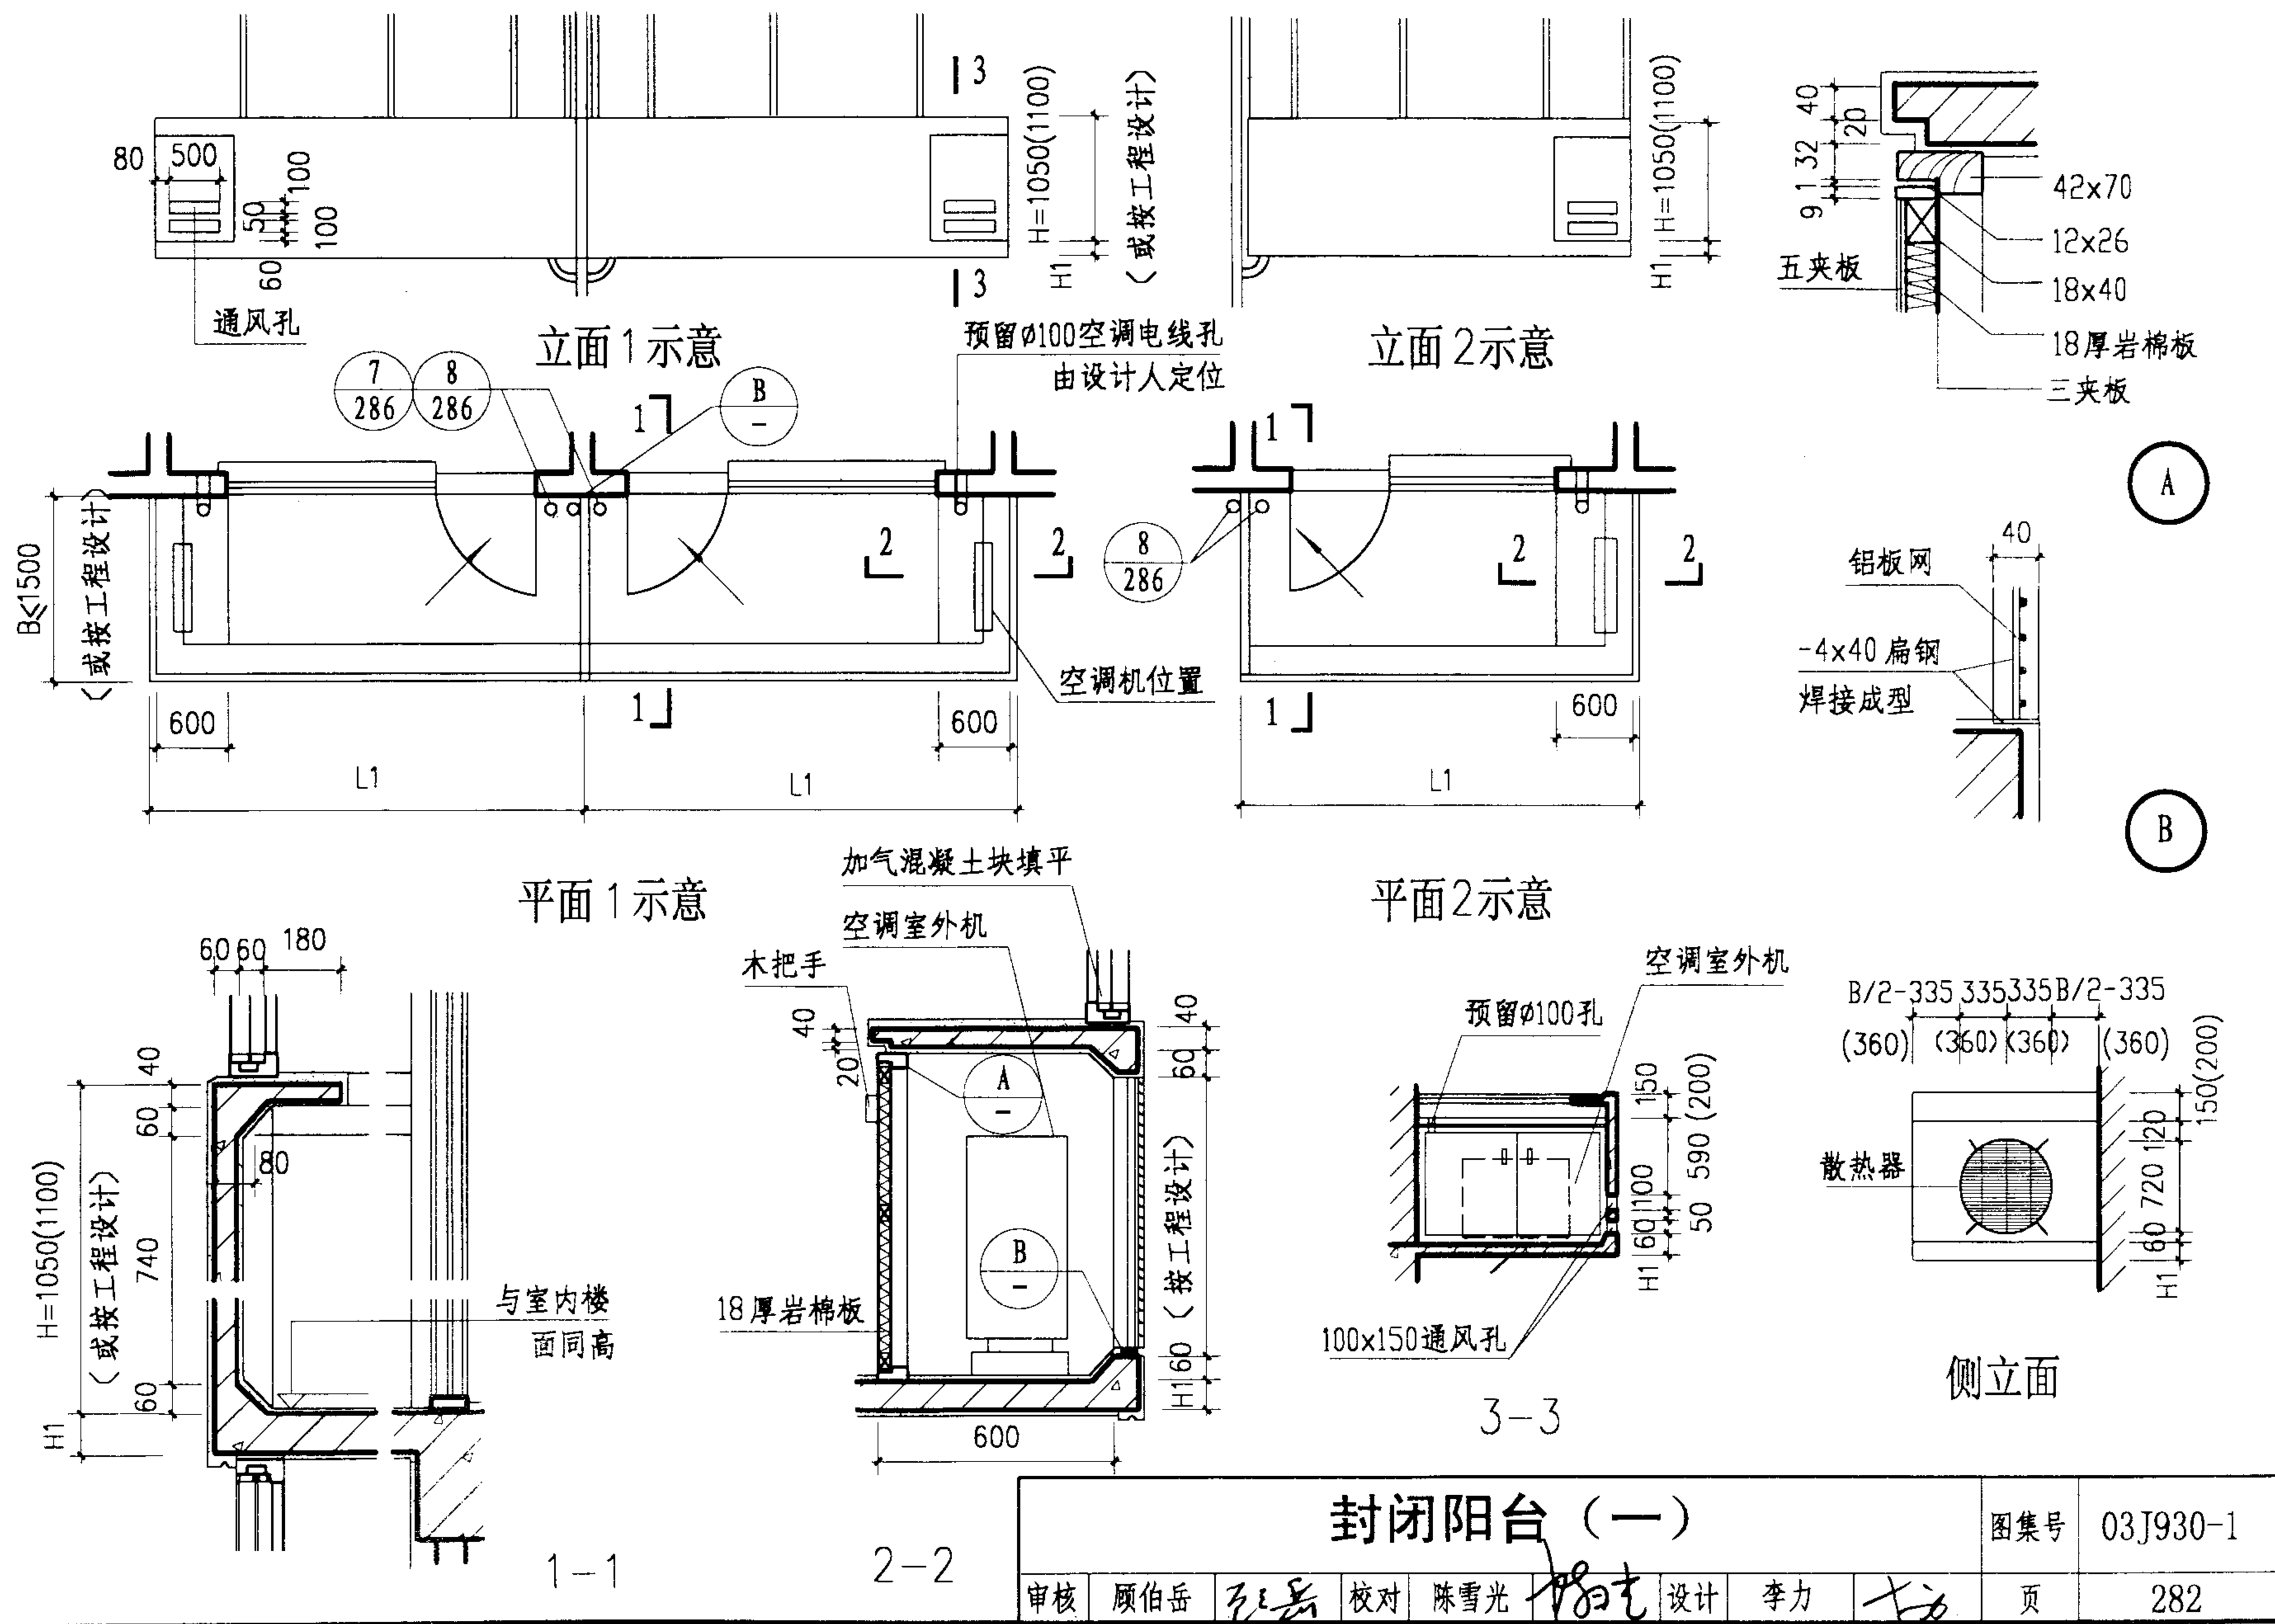 80
500
100
50
100
60
通风孔
立面1示意
3
3
H=1050(1100)
(或按工程设计)
H1
立面2示意
H=1050(1100)
H1
40
20
32
1
9
42x70
12x26
18x40
五夹板
18厚岩棉板
三夹板
A
预留Ø100空调电线孔
由设计人定位
7
286
8
286
B
-
1
1
2
2
B≤1500
(或按工程设计)
空调机位置
600
600
L1
L1
平面1示意
8
286
1
1
2
2
600
L1
平面2示意
40
铝板网
-4x40扁钢
焊接成型
B
60
60
180
40
60
740
60
80
H=1050(1100)
(或按工程设计)
H1
与室内楼
面同高
1-1
加气混凝土块填平
空调室外机
木把手
40
20
A
-
B
-
18厚岩棉板
40
60
(按工程设计)
60
H1
600
2-2
空调室外机
预留Ø100孔
150
(200)
590
100
50
60
H1
100x150通风孔
3-3
B/2-335
335
335
B/2-335
(360)
(360)
(360)
(360)
150(200)
120
720
60
H1
散热器
侧立面
封闭阳台(一)
图集号
03J930-1
审核
顾伯岳
校对
陈雪光
设计
李力
页
282